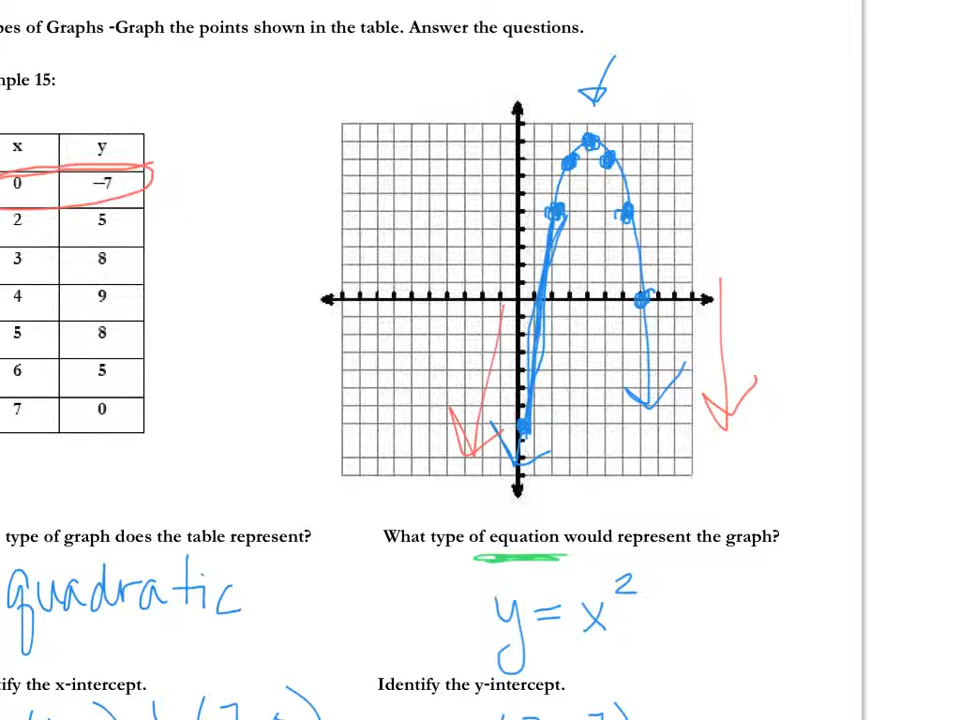 pes of Graphs -Graph the points shown in the table. Answer the questions.
nple 15:
x y
0 −7
2 5
3 8
4 9
5 8
6 5
7 0
type of graph does the table represent?
What type of equation would represent the graph?
quadratic
y = x²
ify the x-intercept.
Identify the y-intercept.